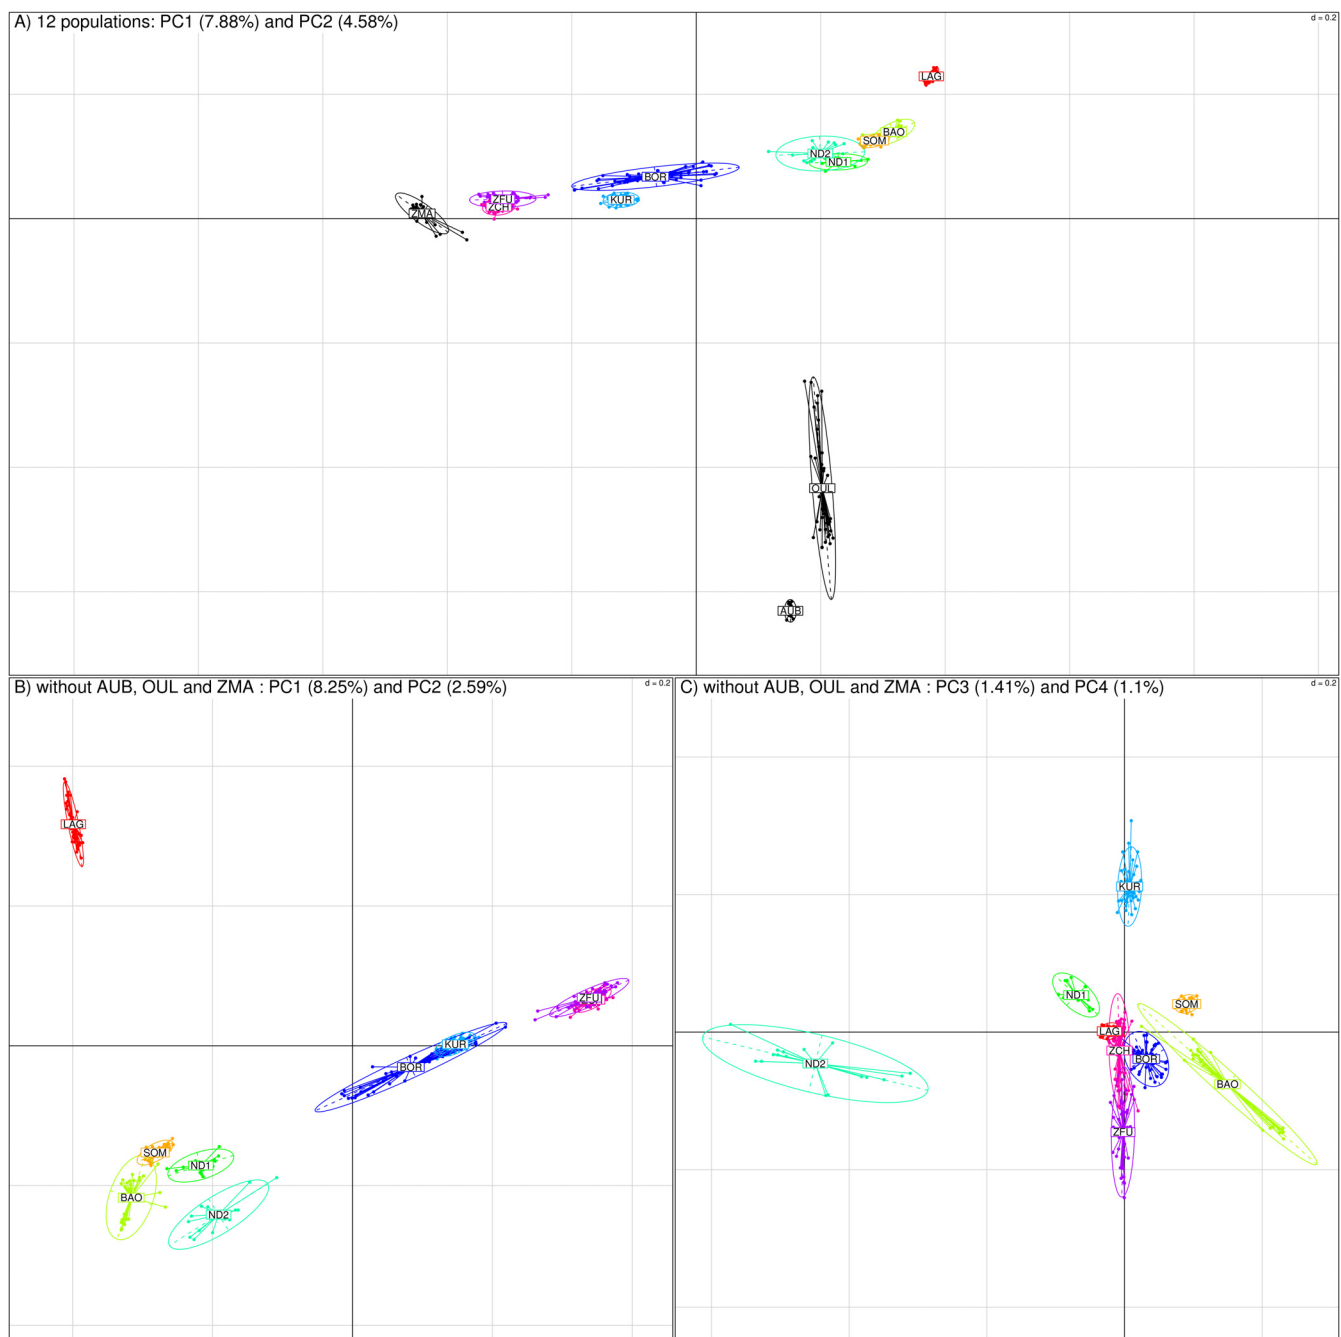 A) 12 populations: PC1 (7.88%) and PC2 (4.58%)
d = 0.2
LAG
BAO
SOM
ND2
ND1
BOR
ZFU
KUR
ZCH
ZMA
OUL
AUB
B) without AUB, OUL and ZMA : PC1 (8.25%) and PC2 (2.59%)
d = 0.2
LAG
ZFU
KUR
BOR
SOM
ND1
BAO
ND2
C) without AUB, OUL and ZMA : PC3 (1.41%) and PC4 (1.1%)
d = 0.2
KUR
ND1
SOM
LAG
ZCH
BOR
ND2
BAO
ZFU